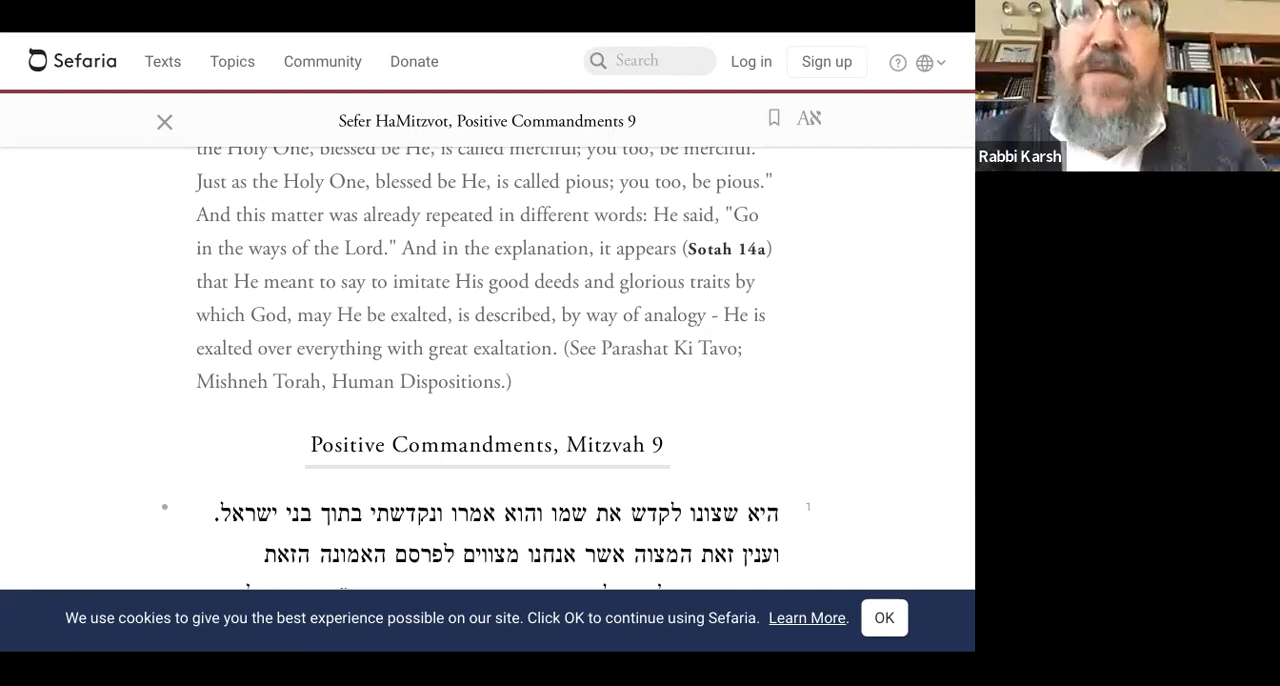 Sefaria Texts Topics Community Donate Search Log in Sign up
Sefer HaMitzvot, Positive Commandments 9
the Holy One, blessed be He, is called merciful; you too, be merciful.
Just as the Holy One, blessed be He, is called pious; you too, be pious."
And this matter was already repeated in different words: He said, "Go
in the ways of the Lord." And in the explanation, it appears (Sotah 14a)
that He meant to say to imitate His good deeds and glorious traits by
which God, may He be exalted, is described, by way of analogy - He is
exalted over everything with great exaltation. (See Parashat Ki Tavo;
Mishneh Torah, Human Dispositions.)
Positive Commandments, Mitzvah 9
1
היא שצונו לקדש את שמו והוא אמרו ונקדשתי בתוך בני ישראל.
וענין זאת המצוה אשר אנחנו מצווים לפרסם האמונה הזאת
We use cookies to give you the best experience possible on our site. Click OK to continue using Sefaria. Learn More. OK
Rabbi Karsh